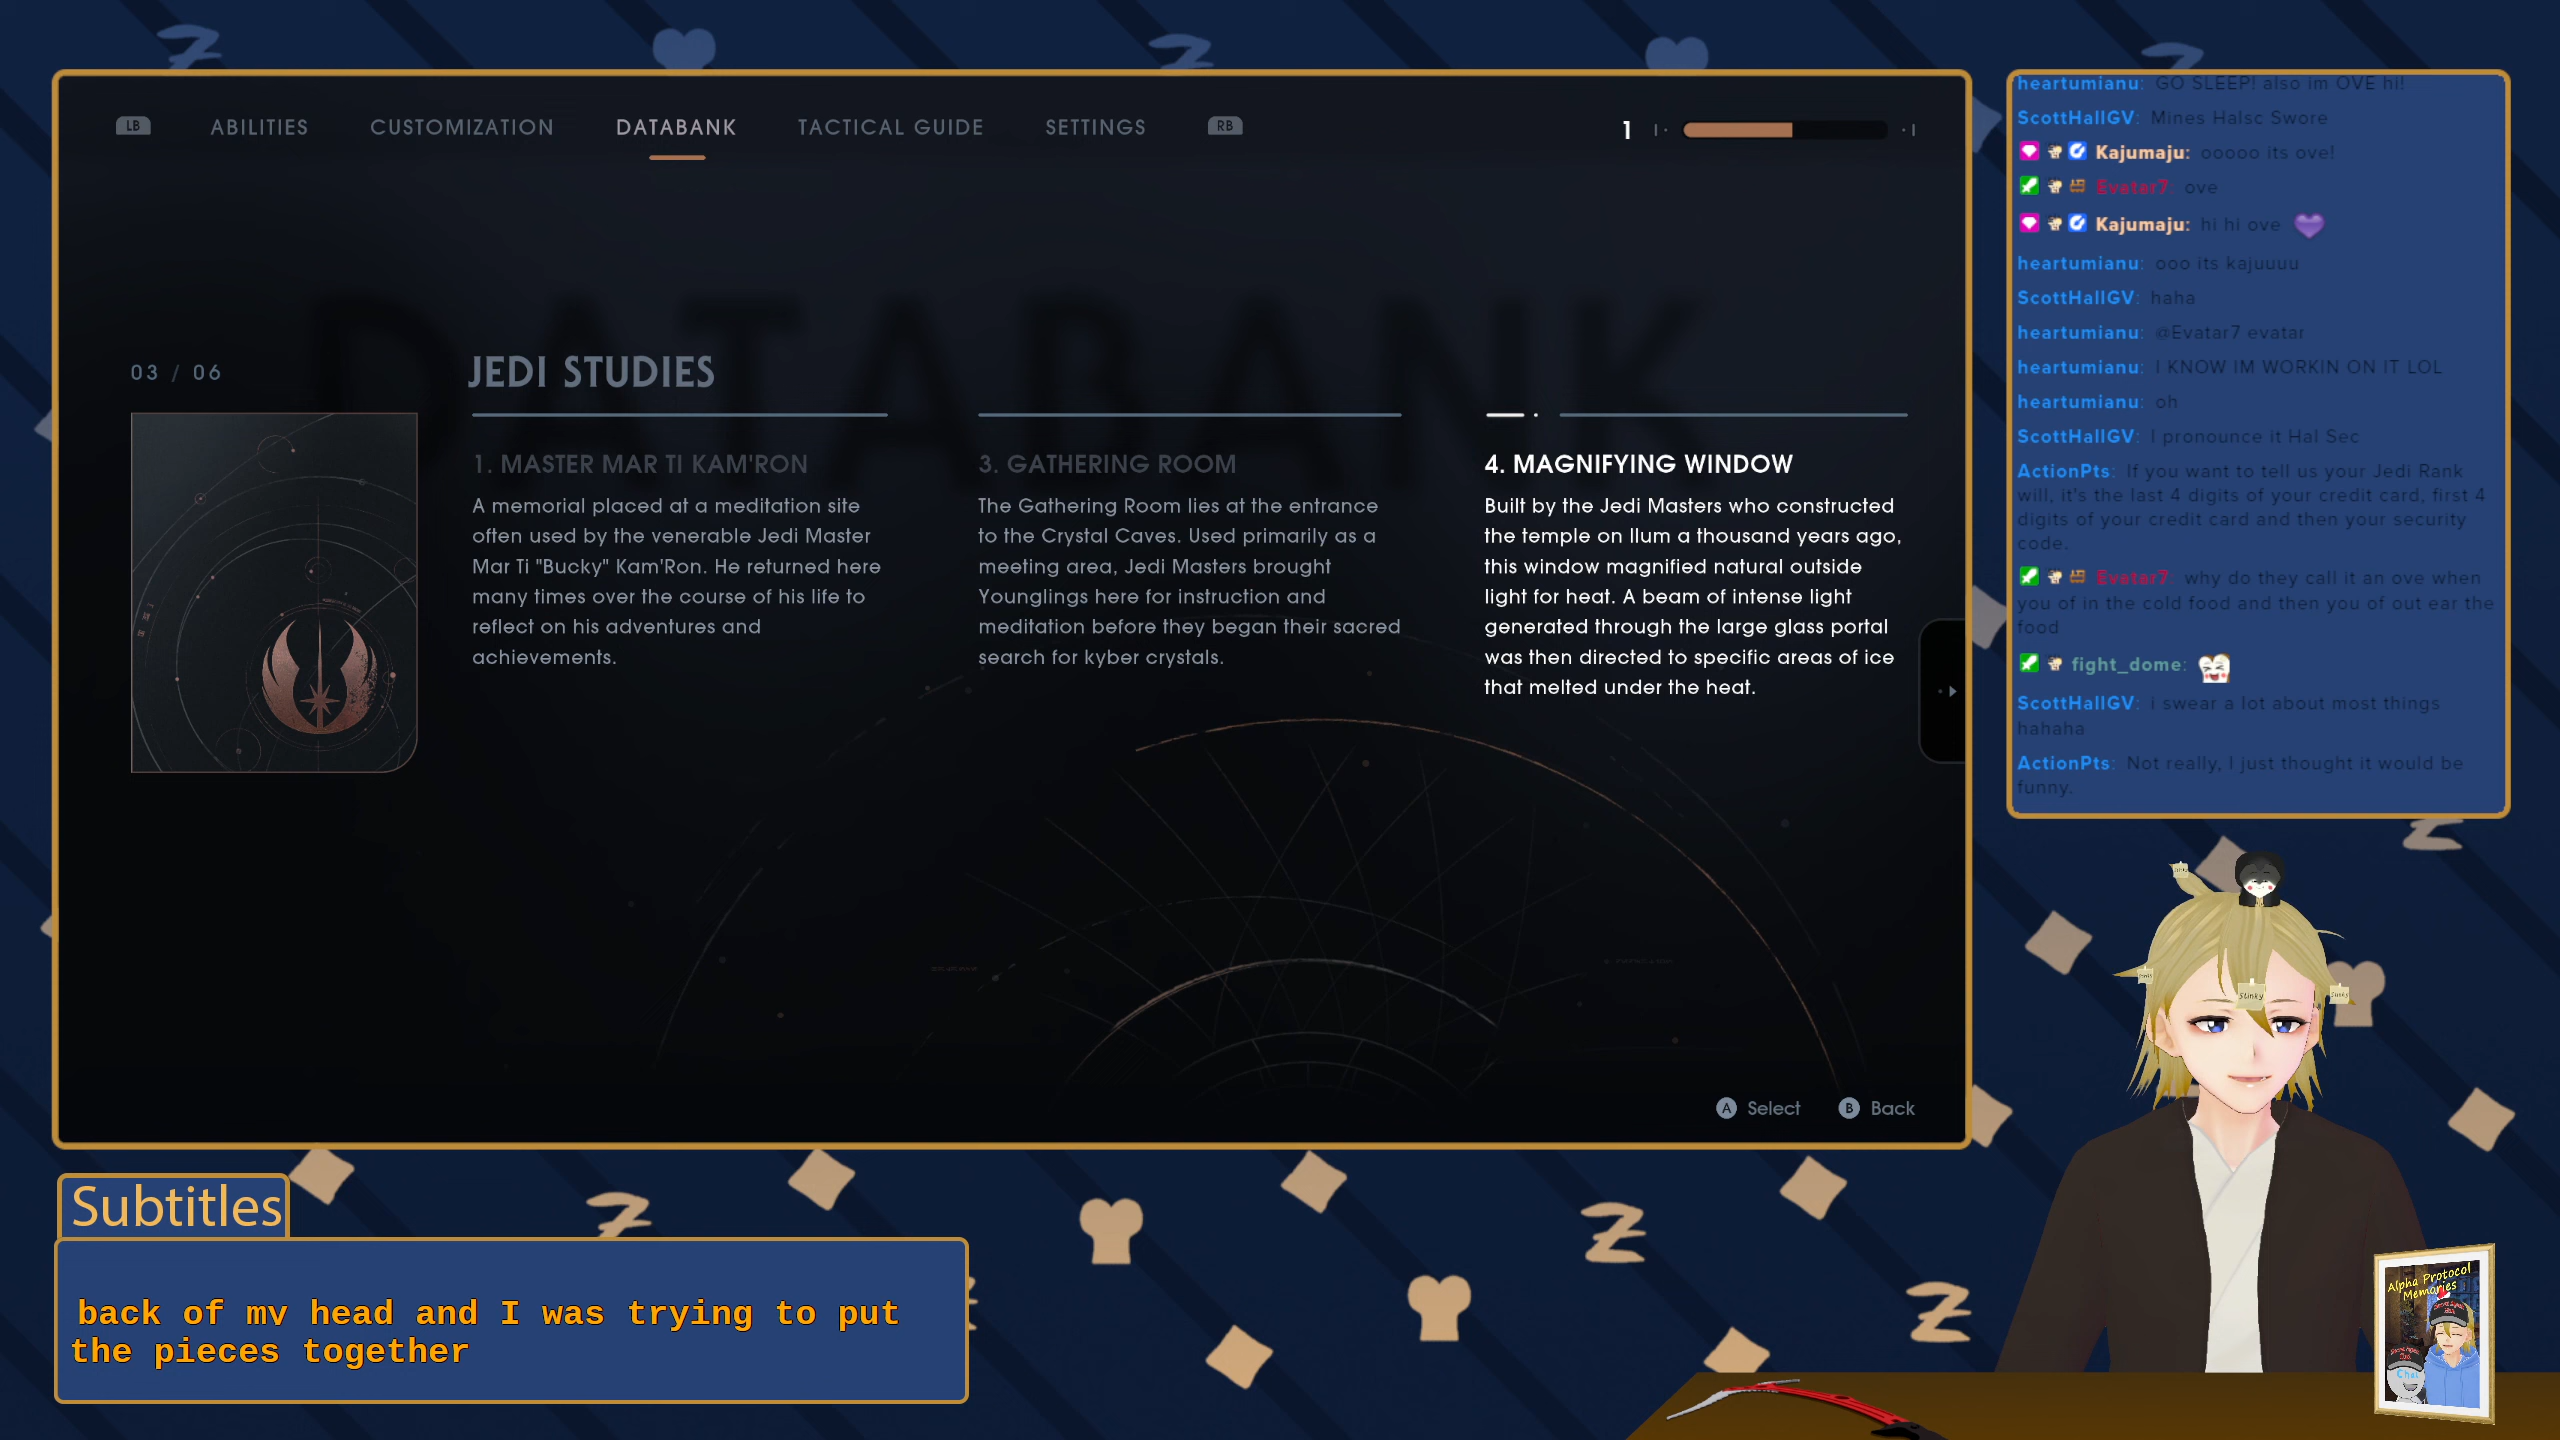 LB ABILITIES CUSTOMIZATION DATABANK TACTICAL GUIDE SETTINGS RB 1
DATABANK
03 / 06
JEDI STUDIES
1. MASTER MAR TI KAM'RON
A memorial placed at a meditation site
often used by the venerable Jedi Master
Mar Ti "Bucky" Kam'Ron. He returned here
many times over the course of his life to
reflect on his adventures and
achievements.
3. GATHERING ROOM
The Gathering Room lies at the entrance
to the Crystal Caves. Used primarily as a
meeting area, Jedi Masters brought
Younglings here for instruction and
meditation before they began their sacred
search for kyber crystals.
4. MAGNIFYING WINDOW
Built by the Jedi Masters who constructed
the temple on Ilum a thousand years ago,
this window magnified natural outside
light for heat. A beam of intense light
generated through the large glass portal
was then directed to specific areas of ice
that melted under the heat.
A Select B Back
heartumianu: GO SLEEP! also im OVE hi!
ScottHallGV: Mines Halsc Swore
Kajumaju: ooooo its ove!
Evatar7: ove
Kajumaju: hi hi ove
heartumianu: ooo its kajuuuu
ScottHallGV: haha
heartumianu: @Evatar7 evatar
heartumianu: I KNOW IM WORKIN ON IT LOL
heartumianu: oh
ScottHallGV: I pronounce it Hal Sec
ActionPts: If you want to tell us your Jedi Rank
will, it's the last 4 digits of your credit card, first 4
digits of your credit card and then your security
code.
Evatar7: why do they call it an ove when
you of in the cold food and then you of out ear the
food
fight_dome:
ScottHallGV: i swear a lot about most things
hahaha
ActionPts: Not really, I just thought it would be
funny.
Stinky
Alpha Protocol
Memories
Chat
Subtitles
back of my head and I was trying to put
the pieces together